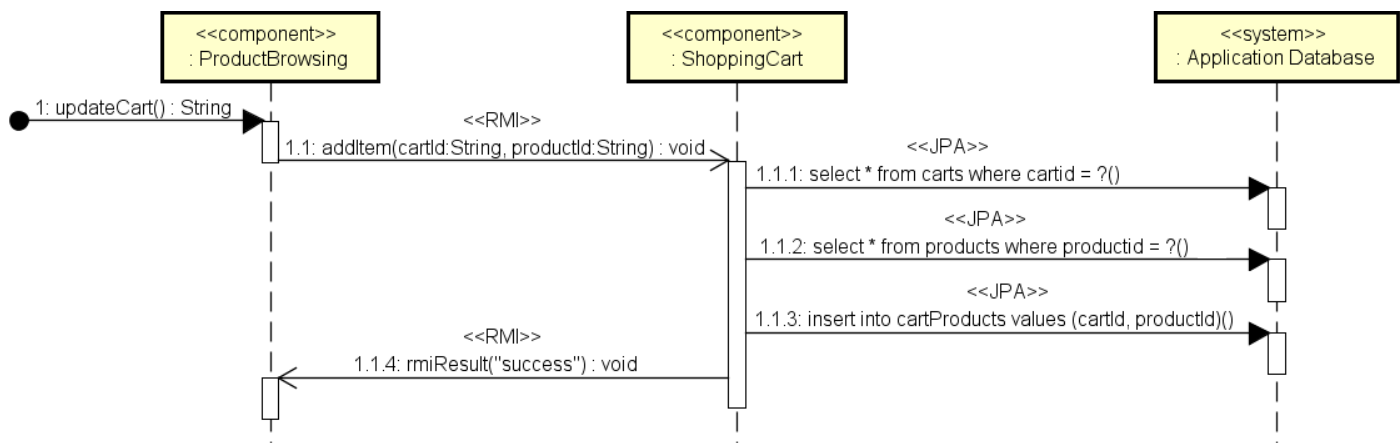 <<component>>
: ProductBrowsing
<<component>>
: ShoppingCart
<<system>>
: Application Database
1: updateCart() : String
<<RMI>>
1.1: addItem(cartId:String, productId:String) : void
<<JPA>>
1.1.1: select * from carts where cartid = ?()
<<JPA>>
1.1.2: select * from products where productid = ?()
<<JPA>>
1.1.3: insert into cartProducts values (cartId, productId)()
<<RMI>>
1.1.4: rmiResult("success") : void